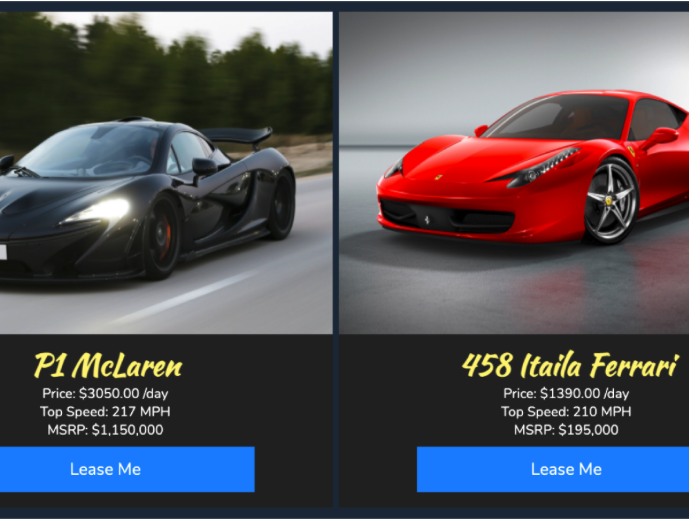 P1 McLaren
Price: $3050.00 /day
Top Speed: 217 MPH
MSRP: $1,150,000
Lease Me
458 Itaila Ferrari
Price: $1390.00 /day
Top Speed: 210 MPH
MSRP: $195,000
Lease Me